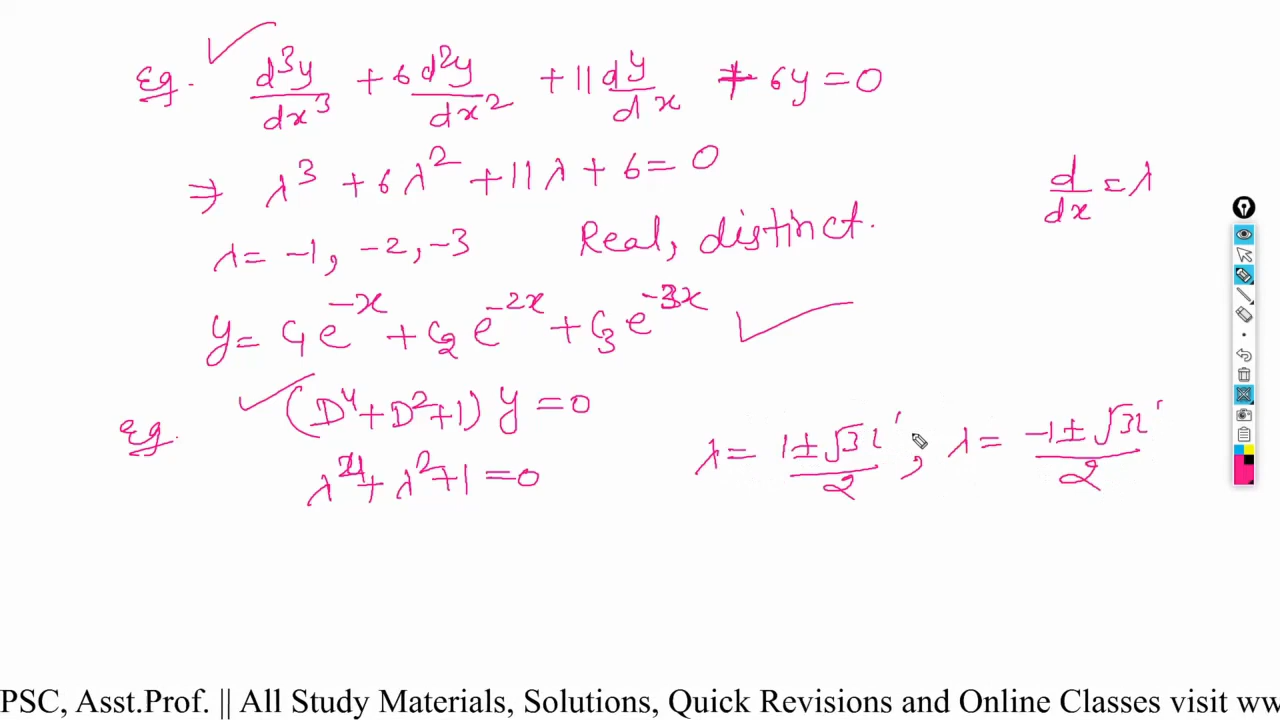 Eg. d³y/dx³ + 6 d²y/dx² + 11 dy/dx + 6y = 0
⇒ λ³ + 6λ² + 11λ + 6 = 0
d/dx = λ
λ = -1, -2, -3 Real, distinct.
y = c₁e^(-x) + c₂e^(-2x) + c₃e^(-3x)
Eg. (D⁴ + D² + 1) y = 0
λ⁴ + λ² + 1 = 0 λ = (1 ± √3 i)/2 , λ = (-1 ± √3 i)/2
PSC, Asst.Prof. || All Study Materials, Solutions, Quick Revisions and Online Classes visit ww